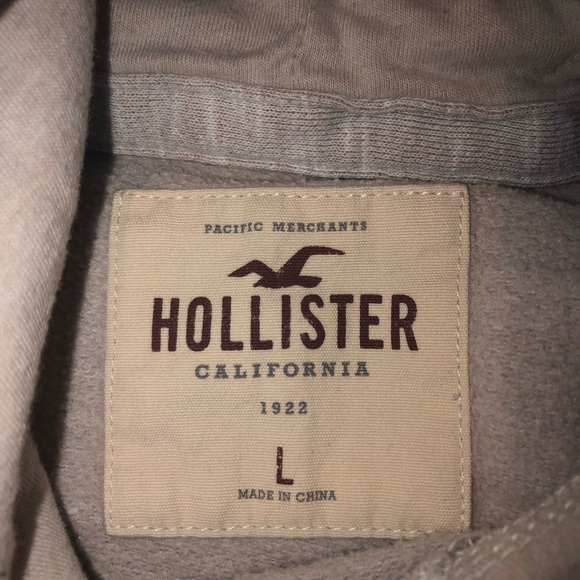 PACIFIC MERCHANTS
HOLLISTER
CALIFORNIA
1922
L
MADE IN CHINA